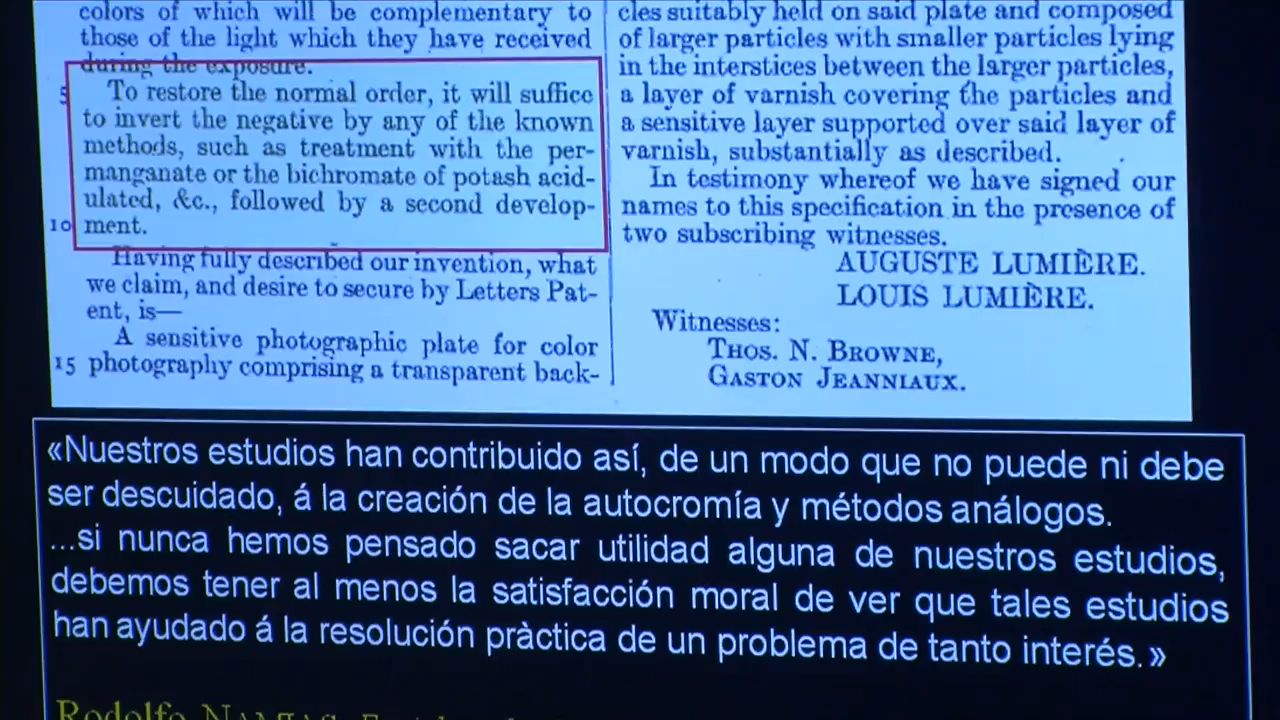 colors of which will be complementary to
those of the light which they have received
during the exposure.
5 To restore the normal order, it will suffice
to invert the negative by any of the known
methods, such as treatment with the per-
manganate or the bichromate of potash acid-
ulated, &c., followed by a second develop-
10 ment.
Having fully described our invention, what
we claim, and desire to secure by Letters Pat-
ent, is—
A sensitive photographic plate for color
15 photography comprising a transparent back-
cles suitably held on said plate and composed
of larger particles with smaller particles lying
in the interstices between the larger particles,
a layer of varnish covering the particles and
a sensitive layer supported over said layer of
varnish, substantially as described.
In testimony whereof we have signed our
names to this specification in the presence of
two subscribing witnesses.
AUGUSTE LUMIÈRE.
LOUIS LUMIÈRE.
Witnesses:
THOS. N. BROWNE,
GASTON JEANNIAUX.
«Nuestros estudios han contribuido así, de un modo que no puede ni debe
ser descuidado, á la creación de la autocromía y métodos análogos.
...si nunca hemos pensado sacar utilidad alguna de nuestros estudios,
debemos tener al menos la satisfacción moral de ver que tales estudios
han ayudado á la resolución pràctica de un problema de tanto interés.»
Rodolfo NAMIAS